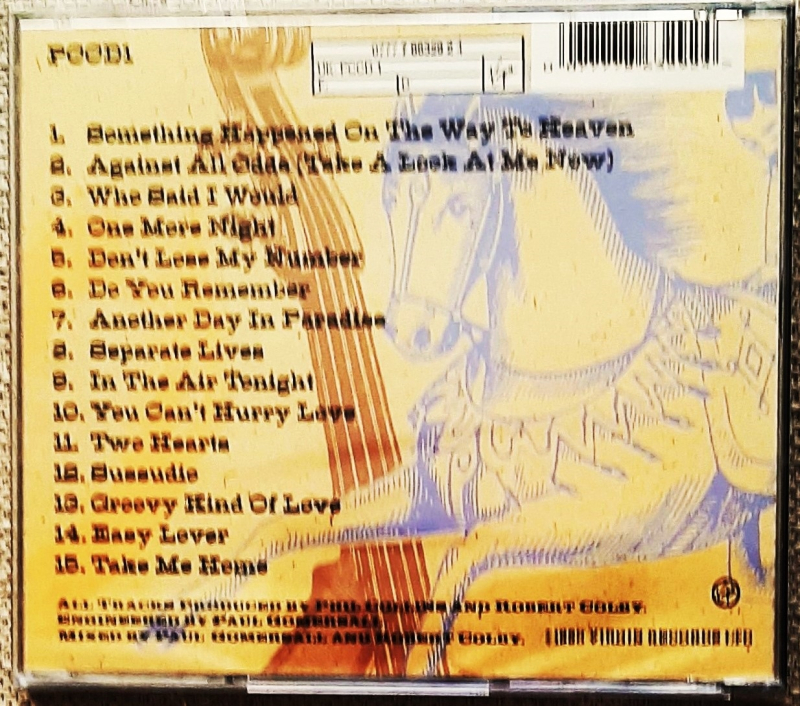 PCCD1
1. Something Happened On The Way To Heaven
2. Against All Odds (Take A Look At Me Now)
3. Who Said I Would
4. One More Night
5. Don't Lose My Number
6. Do You Remember
7. Another Day In Paradise
8. Separate Lives
9. In The Air Tonight
10. You Can't Hurry Love
11. Two Hearts
12. Sussudio
13. Groovy Kind Of Love
14. Easy Lover
15. Take Me Home
ALL TRACKS PRODUCED BY PHIL COLLINS AND ROBERT COLBY.
ENGINEERED BY PAUL GOMERSALL.
MIXED BY PAUL GOMERSALL AND ROBERT COLBY.